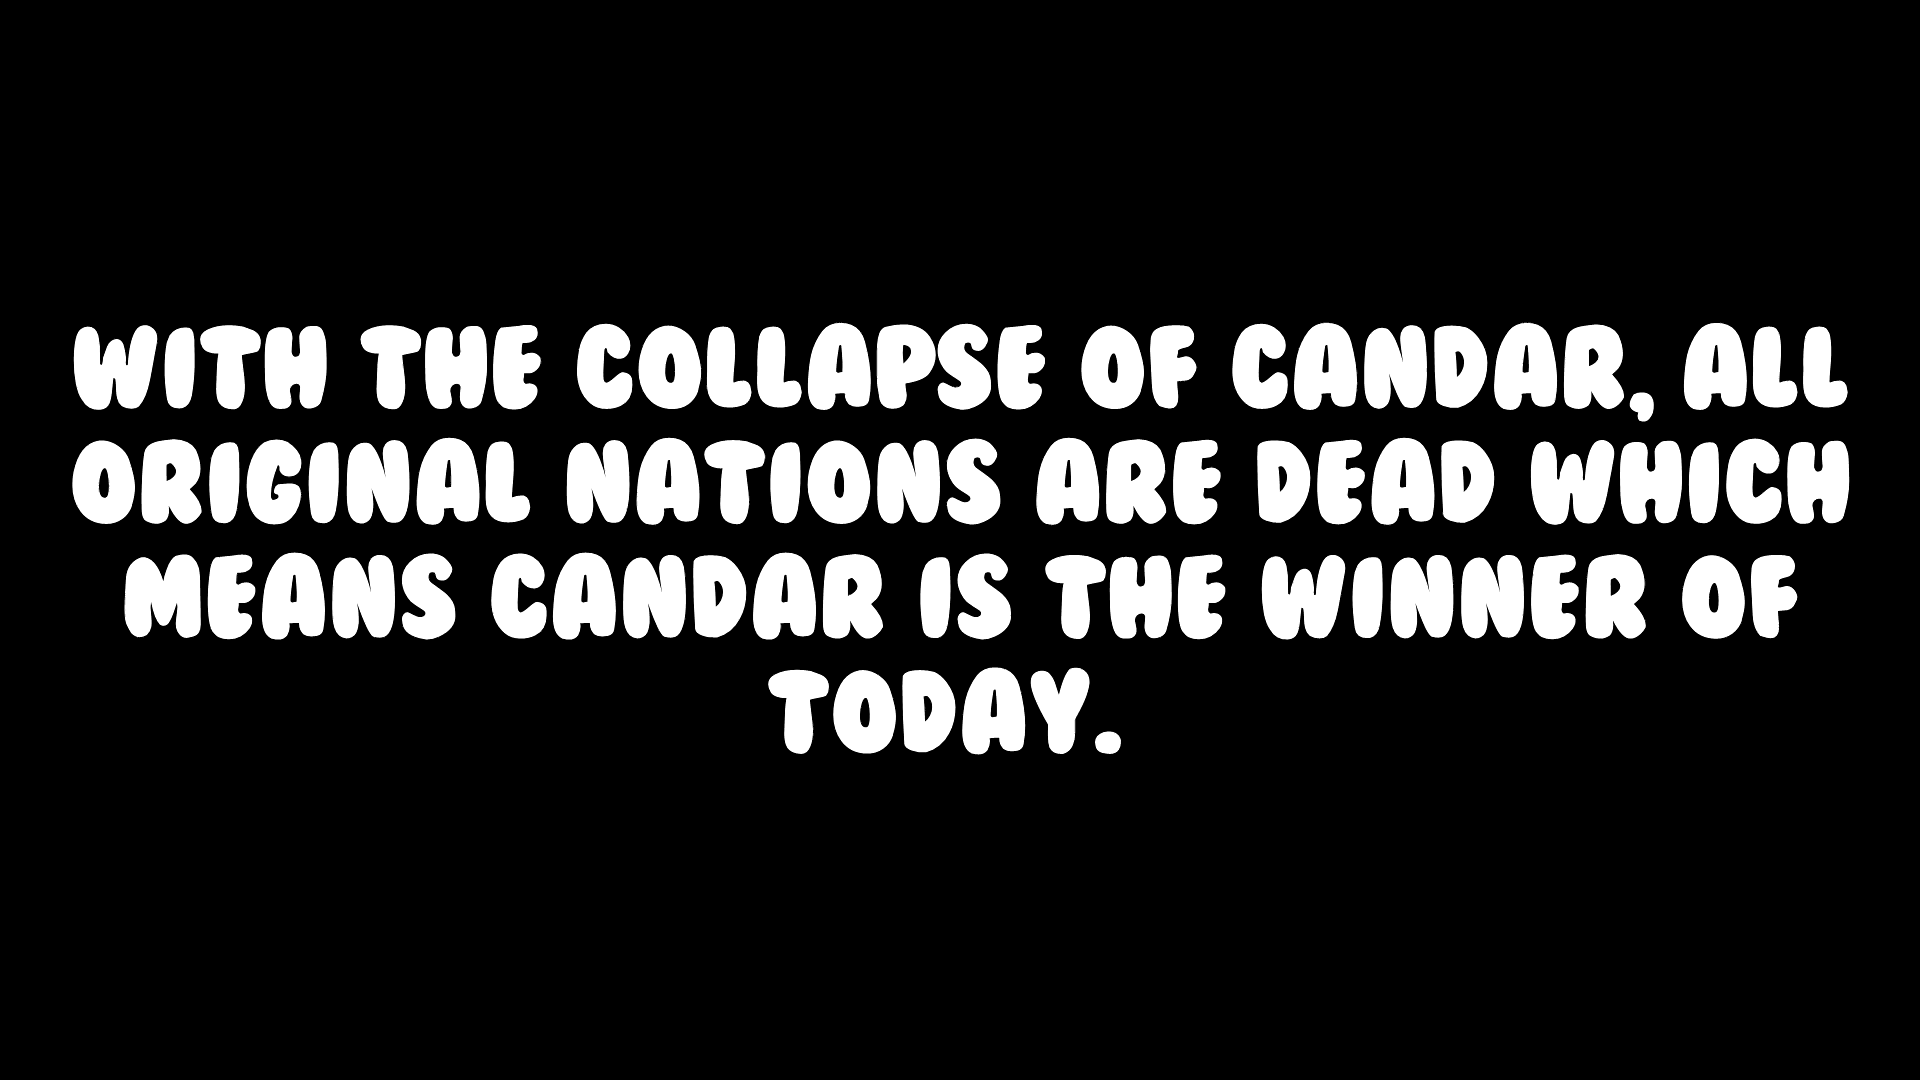 WITH THE COLLAPSE OF CANDAR, ALL
ORIGINAL NATIONS ARE DEAD WHICH
MEANS CANDAR IS THE WINNER OF
TODAY.